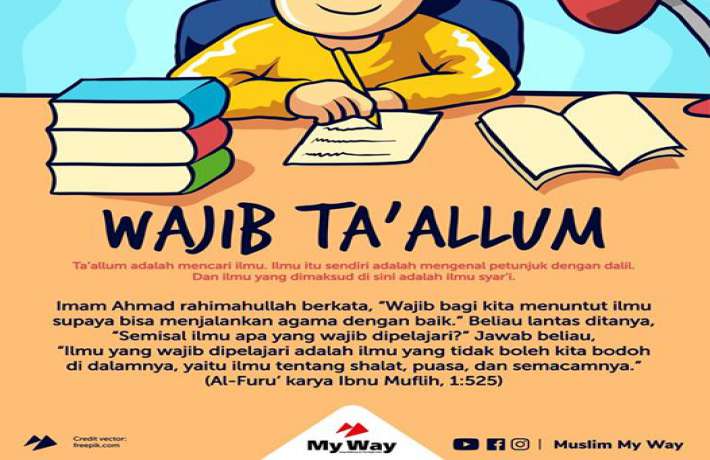 WAJIB TA'ALLUM
Ta'allum adalah mencari ilmu. Ilmu itu sendiri adalah mengenal petunjuk dengan dalil.
Dan ilmu yang dimaksud di sini adalah ilmu syar'i.
Imam Ahmad rahimahullah berkata, "Wajib bagi kita menuntut ilmu
supaya bisa menjalankan agama dengan baik." Beliau lantas ditanya,
"Semisal ilmu apa yang wajib dipelajari?" Jawab beliau,
"Ilmu yang wajib dipelajari adalah ilmu yang tidak boleh kita bodoh
di dalamnya, yaitu ilmu tentang shalat, puasa, dan semacamnya."
(Al-Furu' karya Ibnu Muflih, 1:525)
Credit vector:
freepik.com
My Way
| Muslim My Way